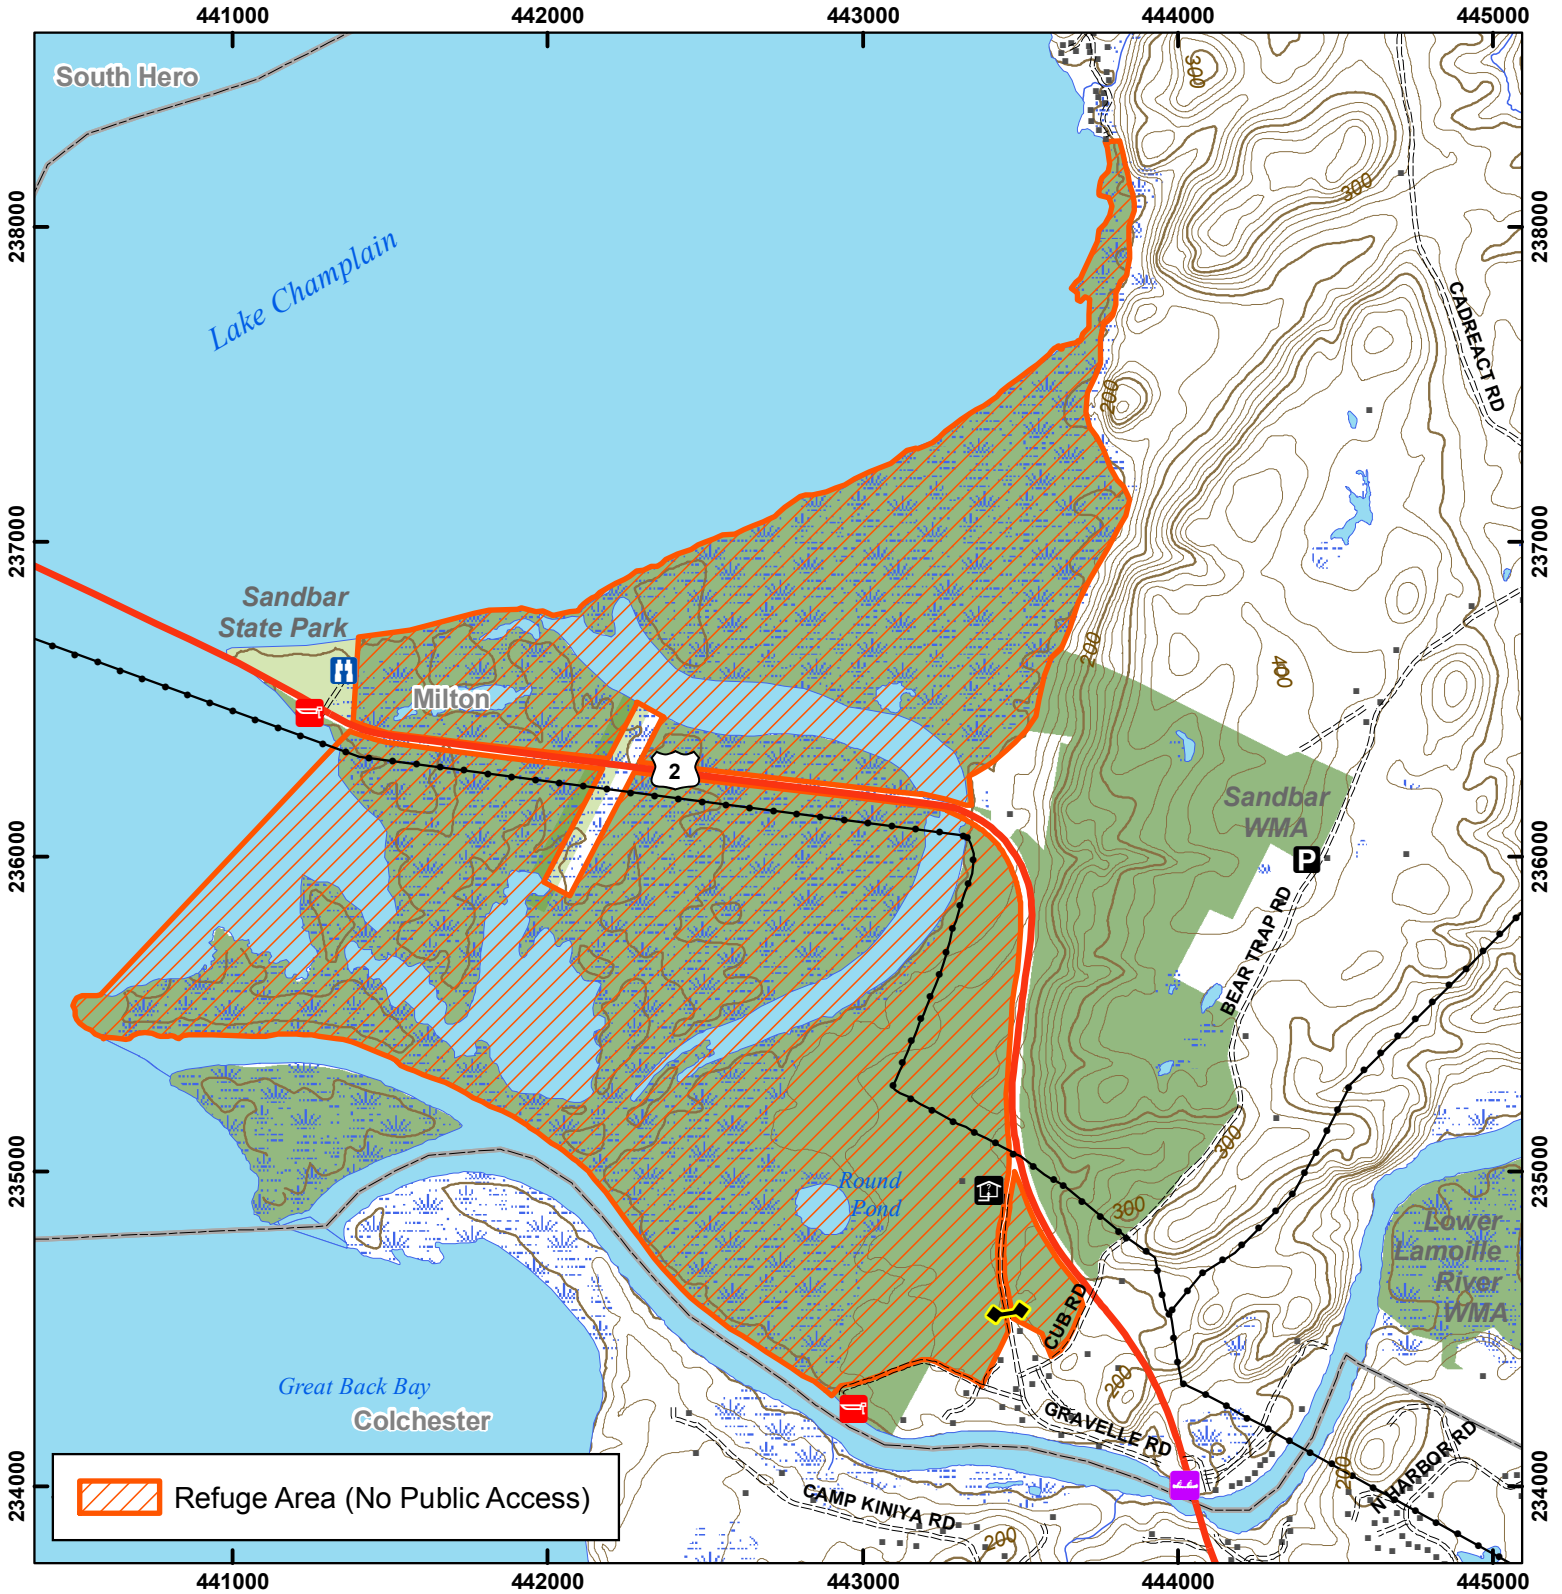 441000
442000
443000
444000
445000
South Hero
300
238000
238000
300
Lake Champlain
CADREACT RD
200
237000
237000
Sandbar
State Park
200
400
Milton
2
Sandbar
WMA
236000
236000
P
BEAR TRAP RD
235000
235000
300
Round
Pond
300
Lower
Lamoille
River
WMA
CUB RD
Great Back Bay
Colchester
200
GRAVELLE RD
N HARBOR RD
200
234000
234000
Refuge Area (No Public Access)
CAMP KINIYA RD
200
441000
442000
443000
444000
445000